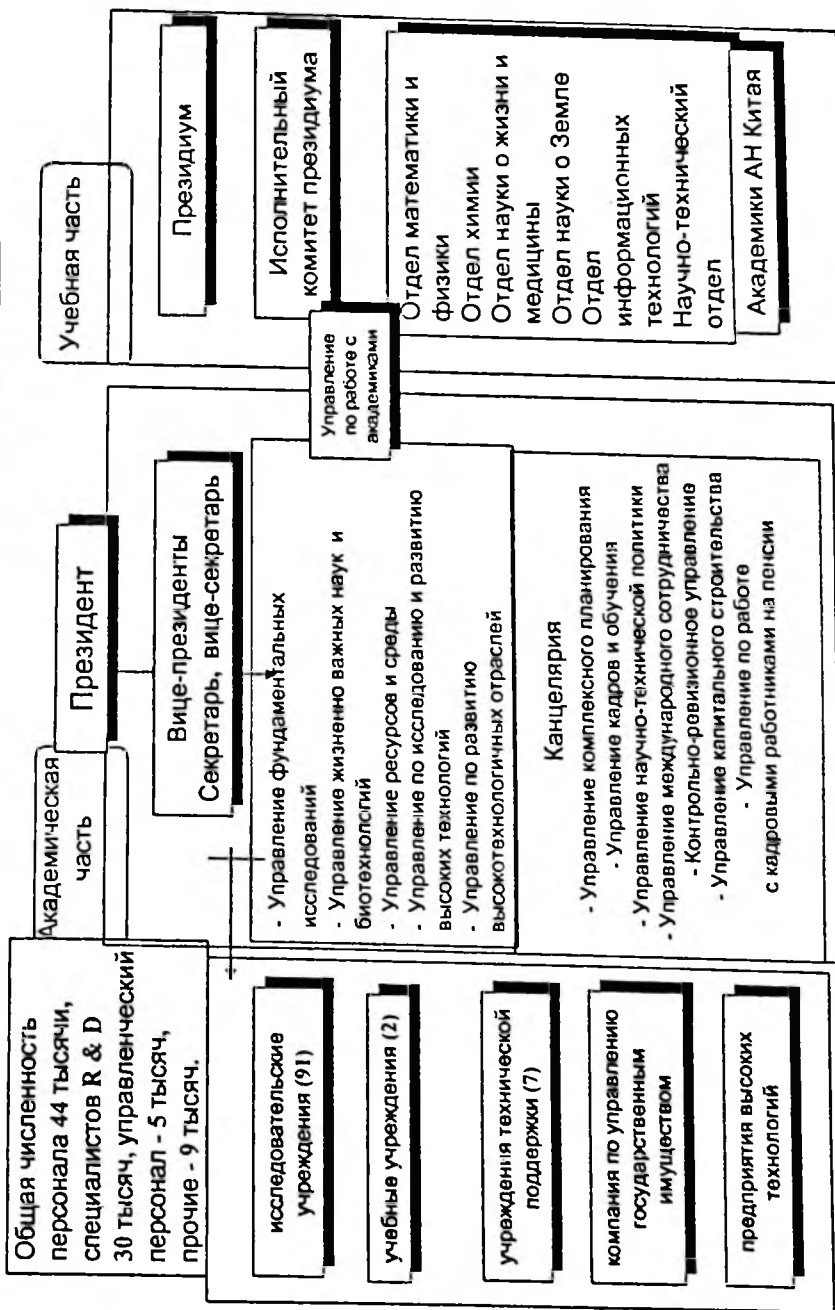 Общая численность
персонала 44 тысячи,
специалистов R & D
30 тысяч, управленческий
персонал - 5 тысяч,
прочие - 9 тысяч.
исследовательские
учреждения (91)
учебные учреждения (2)
учреждения технической
поддержки (7)
компания по управлению
государственным
имуществом
предприятия высоких
технологий
Академическая
часть
Президент
Вице-президенты
Секретарь, вице-секретарь
- Управление фундаментальных
исследований
- Управление жизненно важных наук и
биотехнологий
- Управление ресурсов и среды
- Управление по исследованию и развитию
высоких технологий
- Управление по развитию
высокотехнологичных отраслей
Канцелярия
- Управление комплексного планирования
- Управление кадров и обучения
- Управление научно-технической политики
- Управление международного сотрудничества
- Контрольно-ревизионное управление
- Управление капитального строительства
- Управление по работе
с кадровыми работниками на пенсии
Управление
по работе с
академиками
Учебная часть
Президиум
Исполнительный
комитет президиума
Отдел математики и
физики
Отдел химии
Отдел науки о жизни и
медицины
Отдел науки о Земле
Отдел
информационных
технологий
Научно-технический
отдел
Академики АН Китая